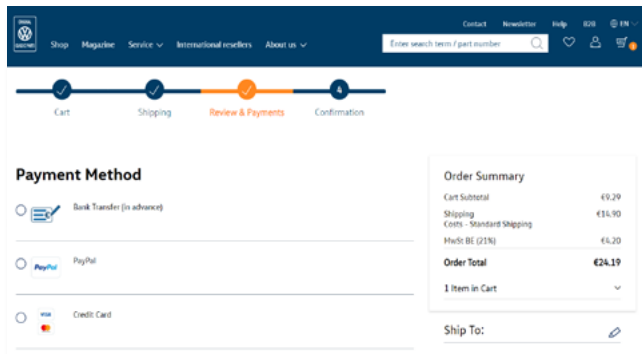 Contact Newsletter Help B2B EN
Shop Magazine Service International resellers About us
Enter search term / part number
4
Cart Shipping Review & Payments Confirmation
Payment Method
Bank Transfer (in advance)
PayPal
PayPal
VISA
Credit Card
Order Summary
Cart Subtotal €9.29
Shipping €14.90
Costs - Standard Shipping
MwSt BE (21%) €4.20
Order Total €24.19
1 Item in Cart
Ship To: